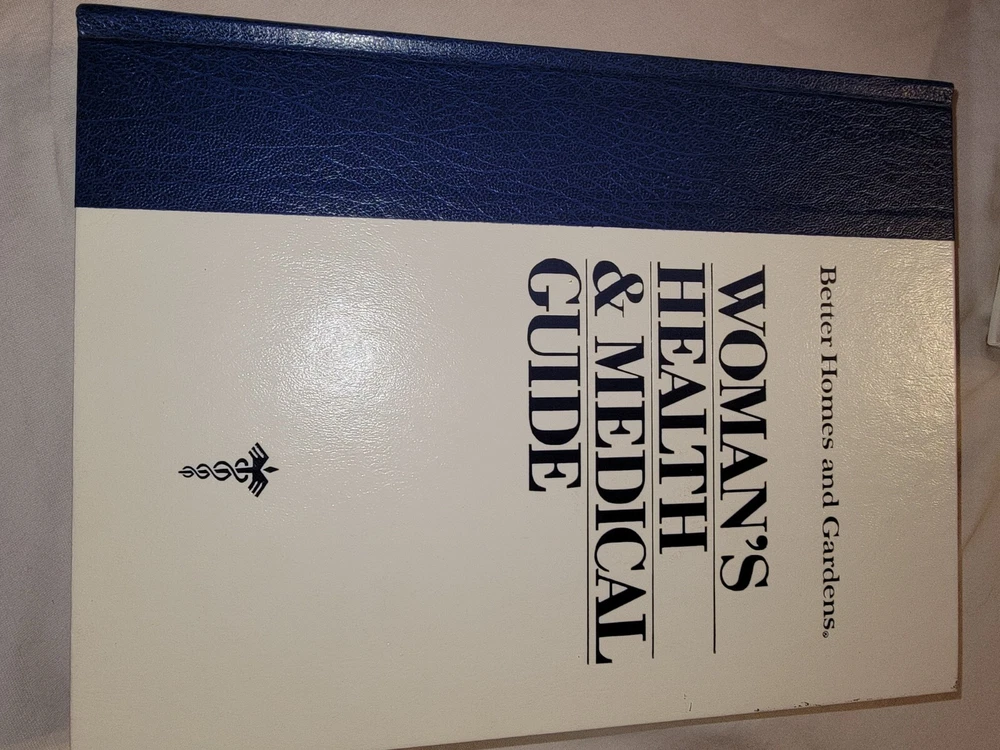 Better Homes and Gardens®
WOMAN'S
HEALTH
& MEDICAL
GUIDE